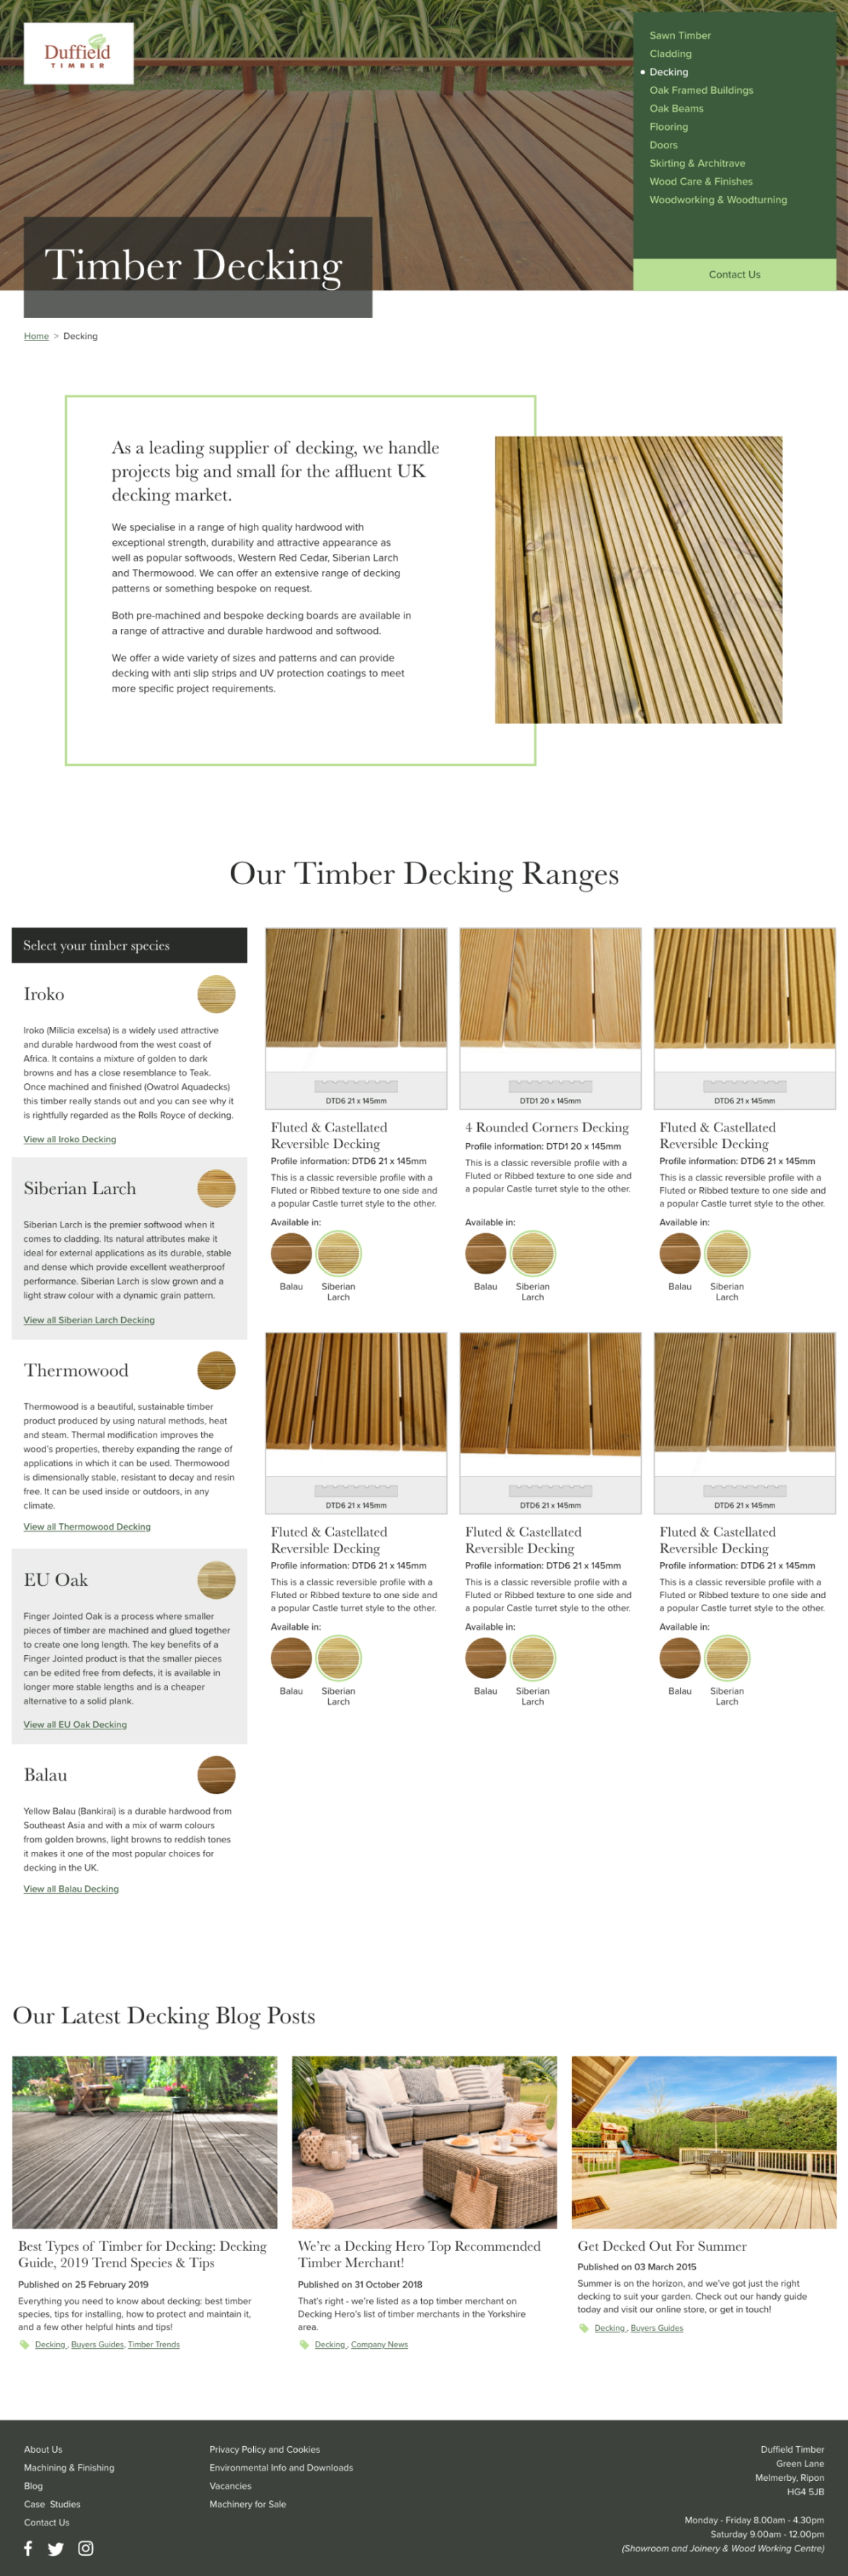 Duffield
TIMBER
Sawn Timber
Cladding
Decking
Oak Framed Buildings
Oak Beams
Flooring
Doors
Skirting & Architrave
Wood Care & Finishes
Woodworking & Woodturning
Contact Us
Timber Decking
Home > Decking
As a leading supplier of decking, we handle
projects big and small for the affluent UK
decking market.
We specialise in a range of high quality hardwood with
exceptional strength, durability and attractive appearance as
well as popular softwoods, Western Red Cedar, Siberian Larch
and Thermowood. We can offer an extensive range of decking
patterns or something bespoke on request.
Both pre-machined and bespoke decking boards are available in
a range of attractive and durable hardwood and softwood.
We offer a wide variety of sizes and patterns and can provide
decking with anti slip strips and UV protection coatings to meet
more specific project requirements.
Our Timber Decking Ranges
Select your timber species
Iroko
Iroko (Milicia excelsa) is a widely used attractive
and durable hardwood from the west coast of
Africa. It contains a mixture of golden to dark
browns and has a close resemblance to Teak.
Once machined and finished (Owatrol Aquadecks)
this timber really stands out and you can see why it
is rightfully regarded as the Rolls Royce of decking.
View all Iroko Decking
Siberian Larch
Siberian Larch is the premier softwood when it
comes to cladding. Its natural attributes make it
ideal for external applications as its durable, stable
and dense which provide excellent weatherproof
performance. Siberian Larch is slow grown and a
light straw colour with a dynamic grain pattern.
View all Siberian Larch Decking
Thermowood
Thermowood is a beautiful, sustainable timber
product produced by using natural methods, heat
and steam. Thermal modification improves the
wood's properties, thereby expanding the range of
applications in which it can be used. Thermowood
is dimensionally stable, resistant to decay and resin
free. It can be used inside or outdoors, in any
climate.
View all Thermowood Decking
EU Oak
Finger Jointed Oak is a process where smaller
pieces of timber are machined and glued together
to create one long length. The key benefits of a
Finger Jointed product is that the smaller pieces
can be edited free from defects, it is available in
longer more stable lengths and is a cheaper
alternative to a solid plank.
View all EU Oak Decking
Balau
Yellow Balau (Bankirai) is a durable hardwood from
Southeast Asia and with a mix of warm colours
from golden browns, light browns to reddish tones
it makes it one of the most popular choices for
decking in the UK.
View all Balau Decking
DTD6 21 x 145mm
Fluted & Castellated
Reversible Decking
Profile information: DTD6 21 x 145mm
This is a classic reversible profile with a
Fluted or Ribbed texture to one side and
a popular Castle turret style to the other.
Available in:
Balau
Siberian
Larch
DTD1 20 x 145mm
4 Rounded Corners Decking
Profile information: DTD1 20 x 145mm
This is a classic reversible profile with a
Fluted or Ribbed texture to one side and
a popular Castle turret style to the other.
Available in:
Balau
Siberian
Larch
DTD6 21 x 145mm
Fluted & Castellated
Reversible Decking
Profile information: DTD6 21 x 145mm
This is a classic reversible profile with a
Fluted or Ribbed texture to one side and
a popular Castle turret style to the other.
Available in:
Balau
Siberian
Larch
DTD6 21 x 145mm
Fluted & Castellated
Reversible Decking
Profile information: DTD6 21 x 145mm
This is a classic reversible profile with a
Fluted or Ribbed texture to one side and
a popular Castle turret style to the other.
Available in:
Balau
Siberian
Larch
DTD6 21 x 145mm
Fluted & Castellated
Reversible Decking
Profile information: DTD6 21 x 145mm
This is a classic reversible profile with a
Fluted or Ribbed texture to one side and
a popular Castle turret style to the other.
Available in:
Balau
Siberian
Larch
DTD6 21 x 145mm
Fluted & Castellated
Reversible Decking
Profile information: DTD6 21 x 145mm
This is a classic reversible profile with a
Fluted or Ribbed texture to one side and
a popular Castle turret style to the other.
Available in:
Balau
Siberian
Larch
Our Latest Decking Blog Posts
Best Types of Timber for Decking: Decking
Guide, 2019 Trend Species & Tips
Published on 25 February 2019
Everything you need to know about decking: best timber
species, tips for installing, how to protect and maintain it,
and a few other helpful hints and tips!
Decking , Buyers Guides, Timber Trends
We're a Decking Hero Top Recommended
Timber Merchant!
Published on 31 October 2018
That's right - we're listed as a top timber merchant on
Decking Hero's list of timber merchants in the Yorkshire
area.
Decking , Company News
Get Decked Out For Summer
Published on 03 March 2015
Summer is on the horizon, and we've got just the right
decking to suit your garden. Check out our handy guide
today and visit our online store, or get in touch!
Decking , Buyers Guides
About Us
Machining & Finishing
Blog
Case Studies
Contact Us
Privacy Policy and Cookies
Environmental Info and Downloads
Vacancies
Machinery for Sale
Duffield Timber
Green Lane
Melmerby, Ripon
HG4 5JB
Monday - Friday 8.00am - 4.30pm
Saturday 9.00am - 12.00pm
(Showroom and Joinery & Wood Working Centre)